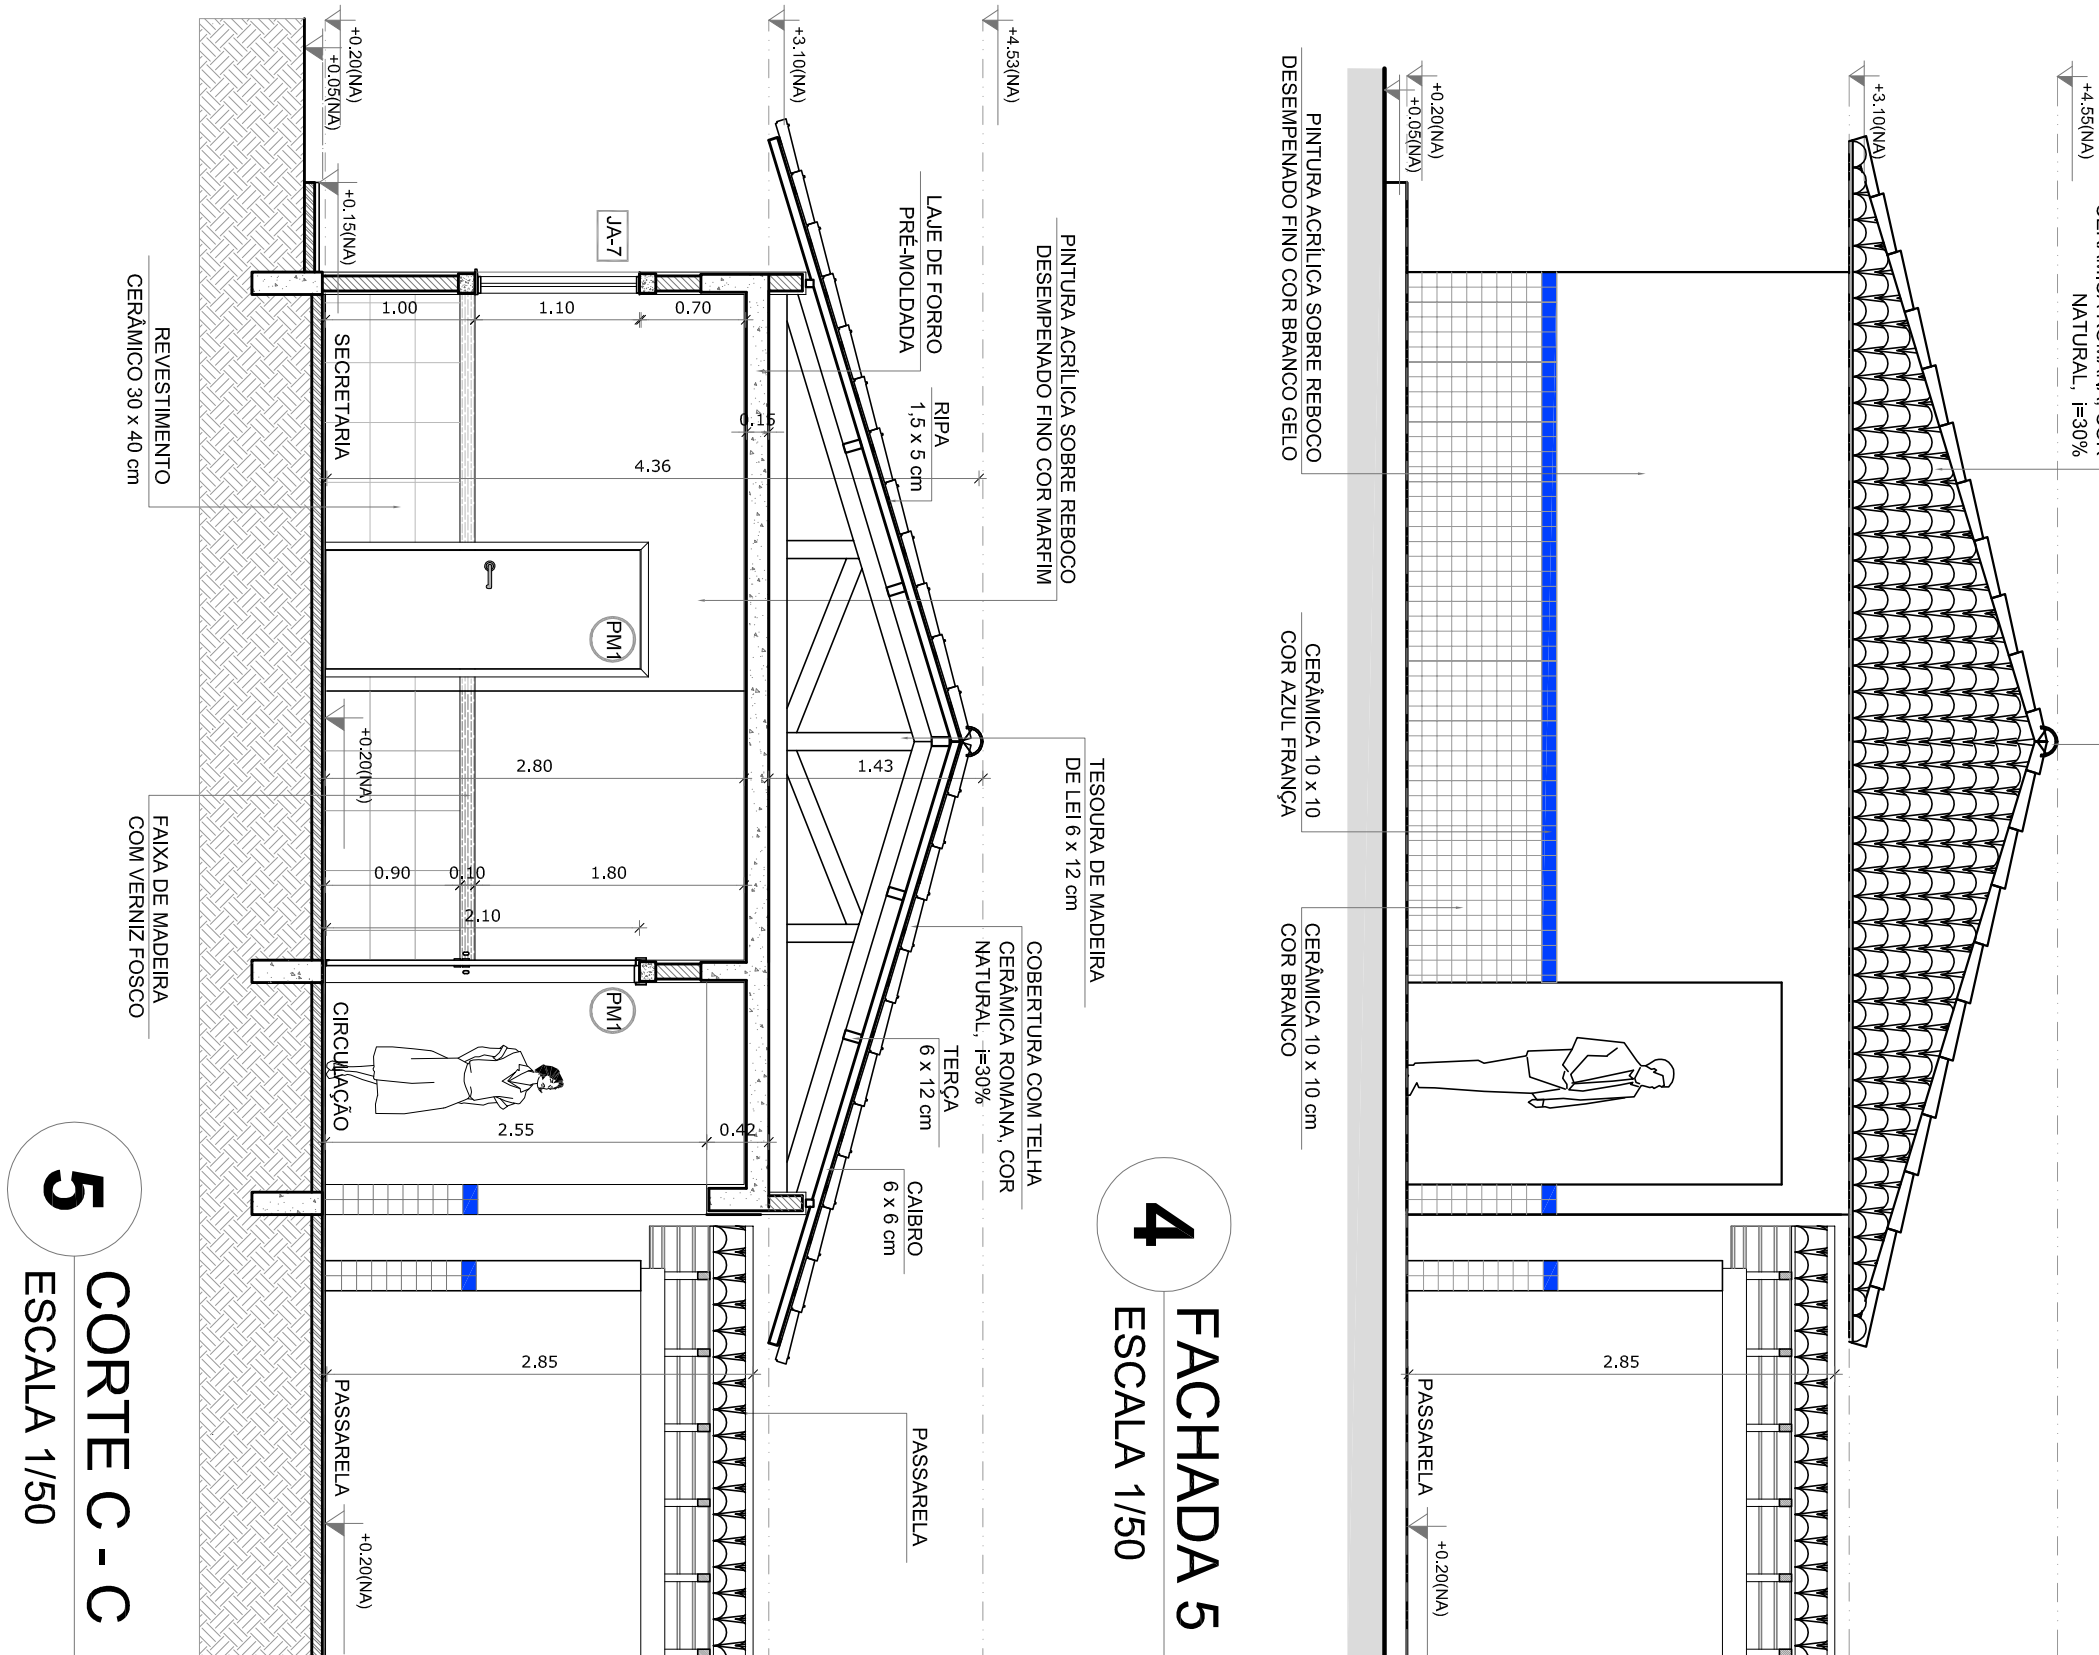 +4.55(NA)
NATURAL, i=30%
+3.10(NA)
+0.20(NA)
+0.05(NA)
PINTURA ACRÍLICA SOBRE REBOCO
DESEMPENADO FINO COR BRANCO GELO
CERÂMICA 10 x 10
COR AZUL FRANÇA
CERÂMICA 10 x 10 cm
COR BRANCO
2.85
PASSARELA
+0.20(NA)
4
FACHADA 5
ESCALA 1/50
+4.53(NA)
+3.10(NA)
+0.20(NA)
+0.05(NA)
+0.15(NA)
PINTURA ACRÍLICA SOBRE REBOCO
DESEMPENADO FINO COR MARFIM
LAJE DE FORRO
PRÉ-MOLDADA
RIPA
1,5 x 5 cm
TESOURA DE MADEIRA
DE LEI 6 x 12 cm
COBERTURA COM TELHA
CERÂMICA ROMANA, COR
NATURAL, i=30%
TERÇA
6 x 12 cm
CAIBRO
6 x 6 cm
PASSARELA
JA-7
0.70
1.10
1.00
0.15
4.36
1.43
2.80
1.80
0.10
0.90
2.10
0.42
2.55
2.85
PM1
PM1
SECRETARIA
+0.20(NA)
CIRCULAÇÃO
PASSARELA
+0.20(NA)
REVESTIMENTO
CERÂMICO 30 x 40 cm
FAIXA DE MADEIRA
COM VERNIZ FOSCO
5
CORTE C - C
ESCALA 1/50